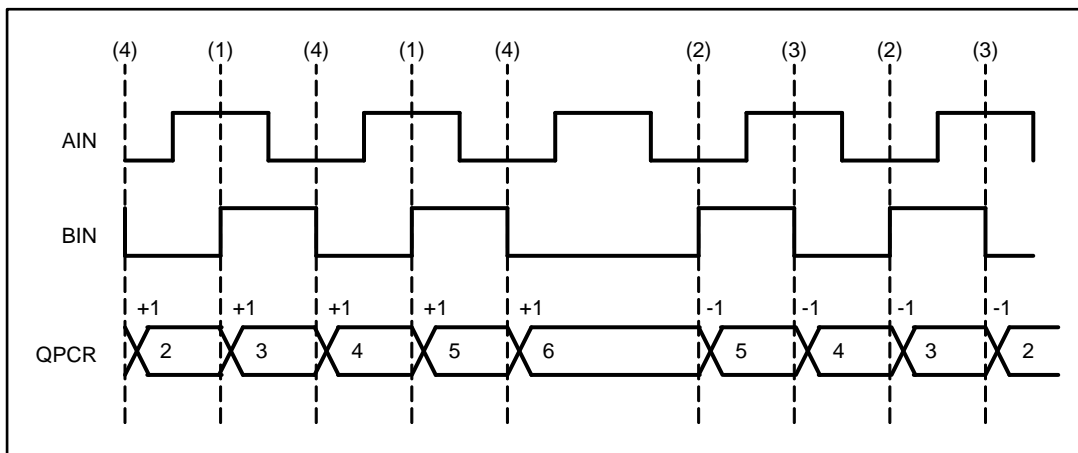 (4) (1) (4) (1) (4) (2) (3) (2) (3)
AIN
BIN
+1 +1 +1 +1 +1 -1 -1 -1 -1
QPCR 2 3 4 5 6 5 4 3 2